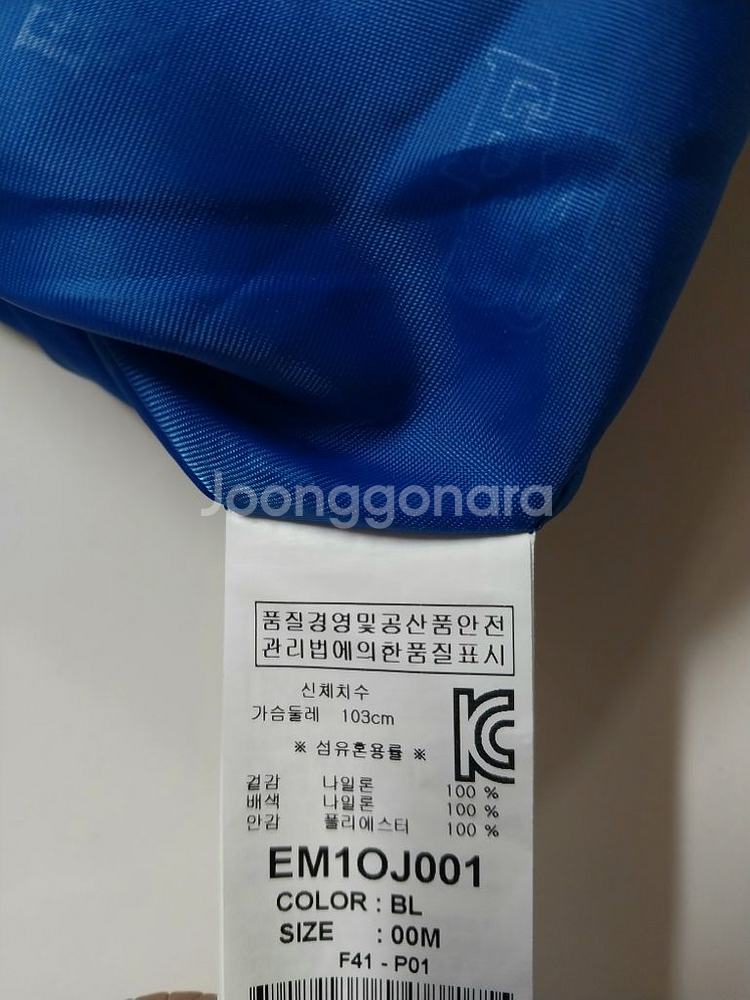 Joonggonara
품질경영및공산품안전
관리법에의한품질표시
신체치수
가슴둘레 103cm
※ 섬유혼용률 ※
겉감 나일론 100 %
배색 나일론 100 %
안감 폴리에스터 100 %
EM1OJ001
COLOR : BL
SIZE : 00M
F41 - P01